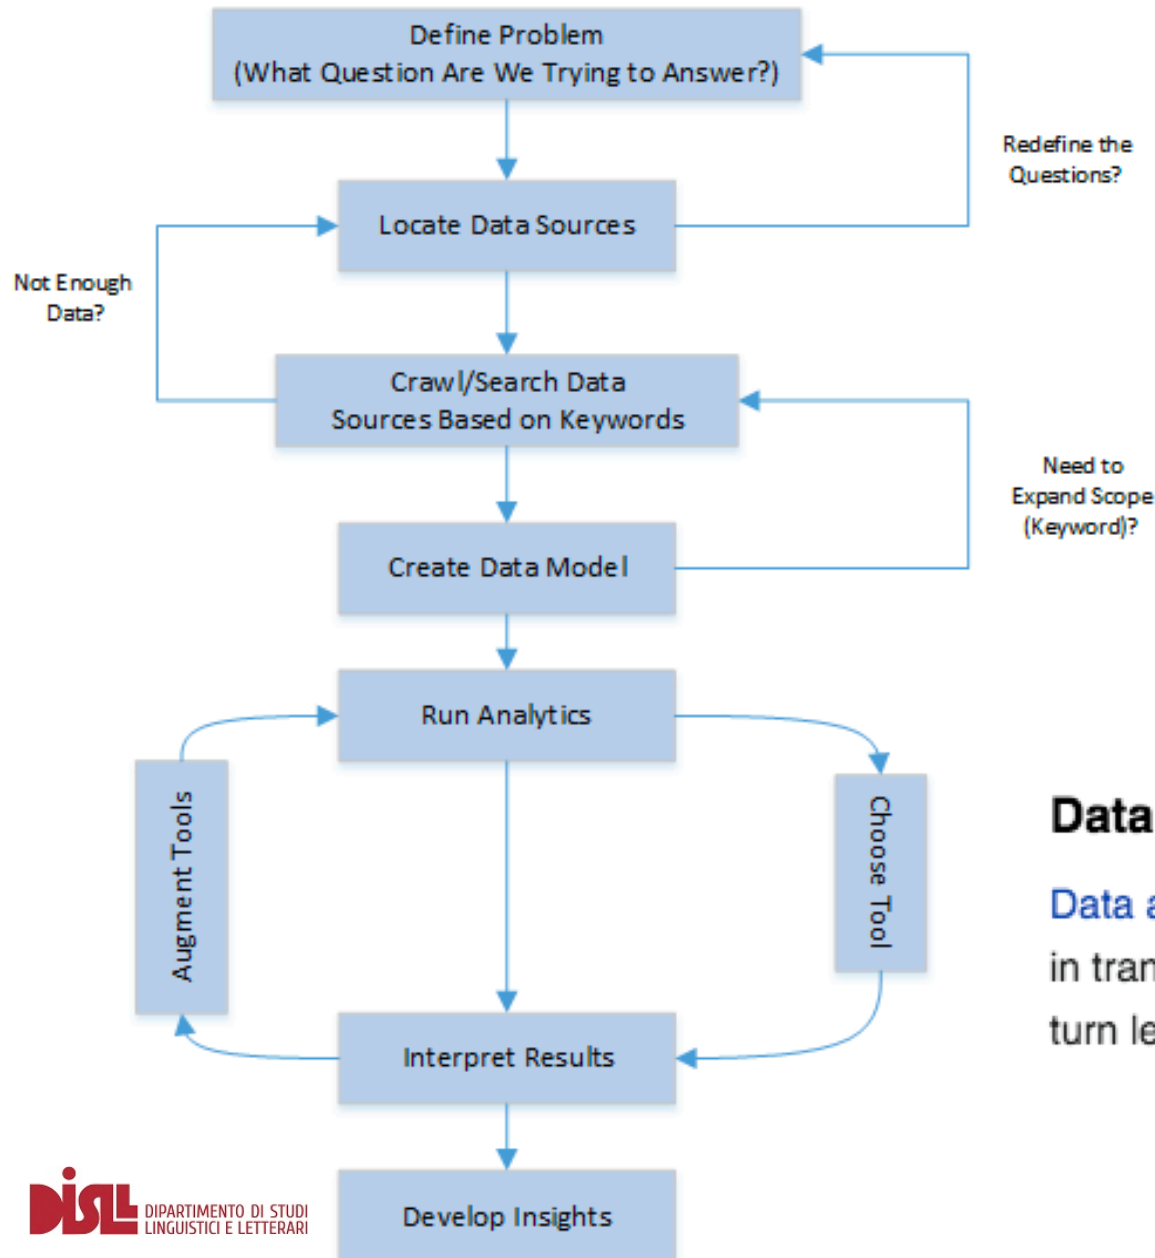 Define Problem
(What Question Are We Trying to Answer?)
Redefine the
Questions?
Locate Data Sources
Not Enough
Data?
Crawl/Search Data
Sources Based on Keywords
Need to
Expand Scope
(Keyword)?
Create Data Model
Run Analytics
Augment Tools
Choose Tool
Interpret Results
Develop Insights
Data
Data a
in tran
turn le
DiSLL
DIPARTIMENTO DI STUDI
LINGUISTICI E LETTERARI